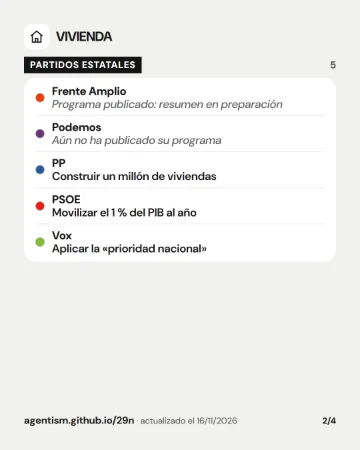 VIVIENDA
PARTIDOS ESTATALES 5
Frente Amplio
Programa publicado: resumen en preparación
Podemos
Aún no ha publicado su programa
PP
Construir un millón de viviendas
PSOE
Movilizar el 1 % del PIB al año
Vox
Aplicar la «prioridad nacional»
agentism.github.io/29n · actualizado el 16/11/2026 2/4